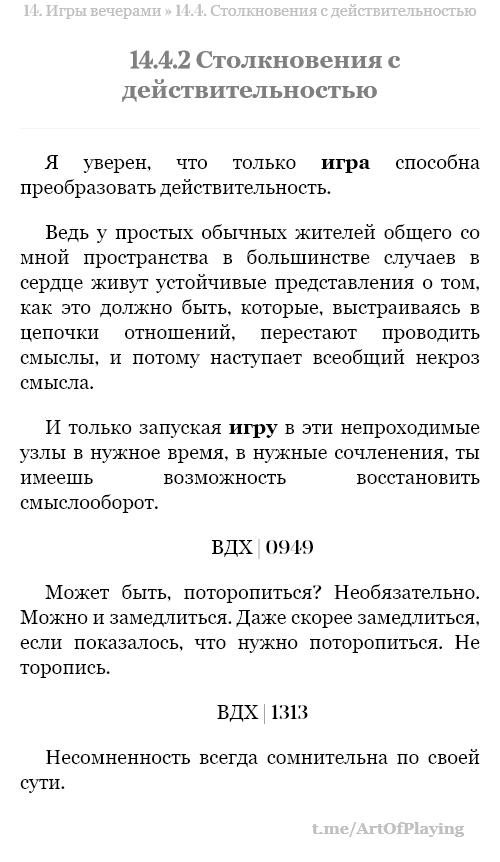 14. Игры вечерами » 14.4. Столкновения с действительностью
14.4.2 Столкновения с
действительностью
Я уверен, что только игра способна
преобразовать действительность.
Ведь у простых обычных жителей общего со
мной пространства в большинстве случаев в
сердце живут устойчивые представления о том,
как это должно быть, которые, выстраиваясь в
цепочки отношений, перестают проводить
смыслы, и потому наступает всеобщий некроз
смысла.
И только запуская игру в эти непроходимые
узлы в нужное время, в нужные сочленения, ты
имеешь возможность восстановить
смыслооборот.
ВДХ | 0949
Может быть, поторопиться? Необязательно.
Можно и замедлиться. Даже скорее замедлиться,
если показалось, что нужно поторопиться. Не
торопись.
ВДХ | 1313
Несомненность всегда сомнительна по своей
сути.
t.me/ArtOfPlaying